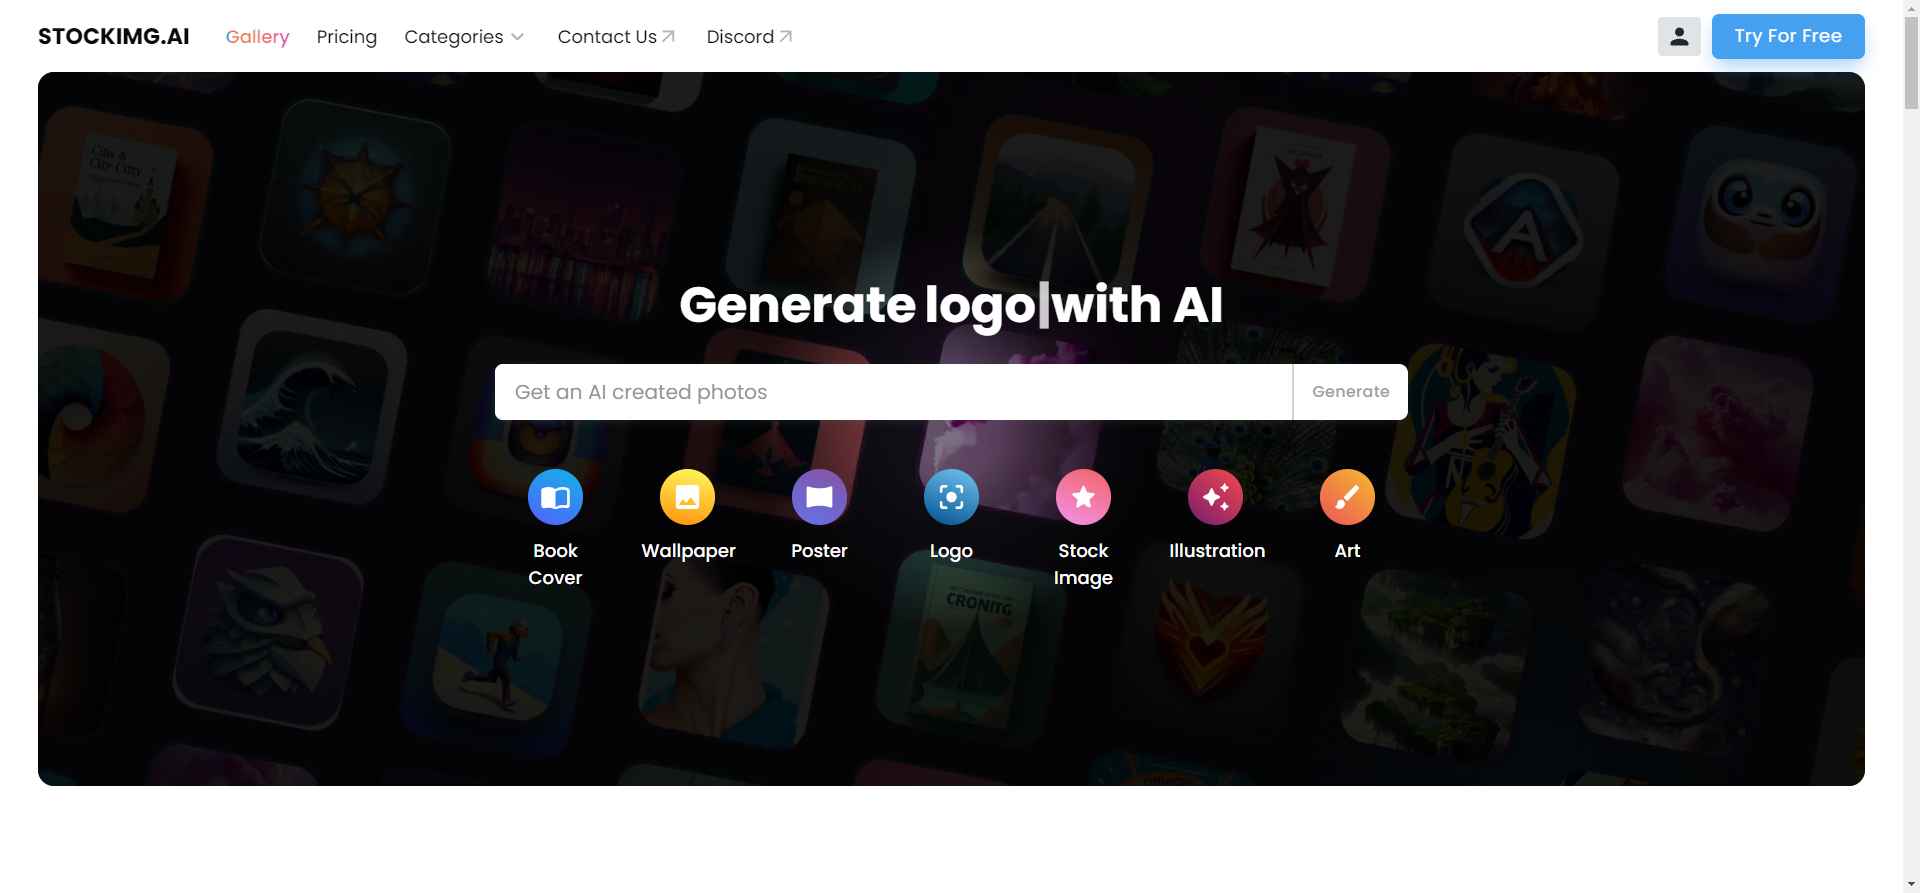 STOCKIMG.AI
Gallery
Pricing
Categories
Contact Us
Discord
Try For Free
Generate logo|with AI
Get an AI created photos
Generate
Book
Cover
Wallpaper
Poster
Logo
Stock
Image
Illustration
Art
City &
CRONITG
A